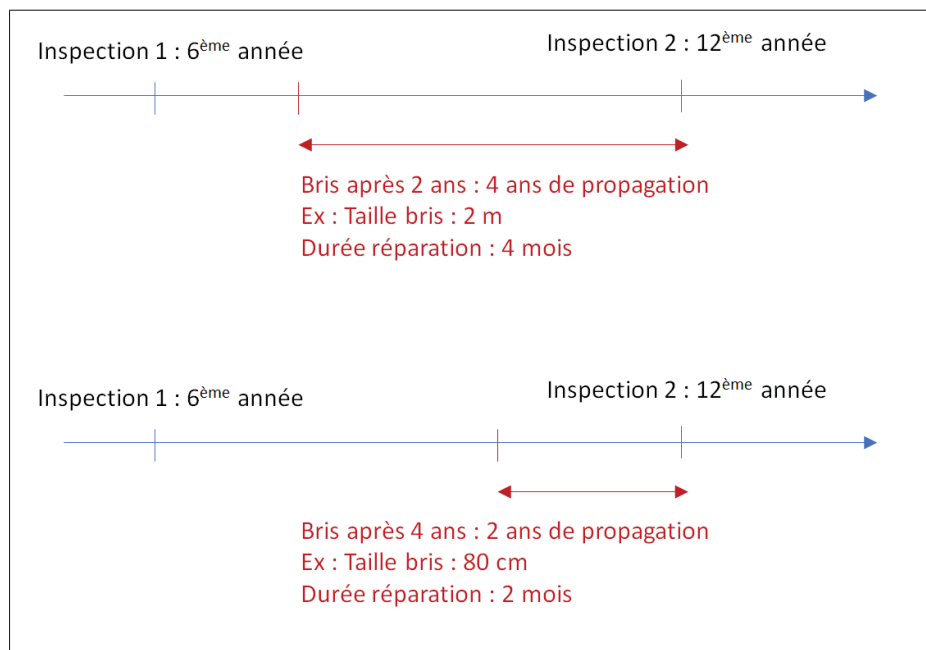 Inspection 1 : 6ème année
Inspection 2 : 12ème année
Bris après 2 ans : 4 ans de propagation
Ex : Taille bris : 2 m
Durée réparation : 4 mois
Inspection 1 : 6ème année
Inspection 2 : 12ème année
Bris après 4 ans : 2 ans de propagation
Ex : Taille bris : 80 cm
Durée réparation : 2 mois